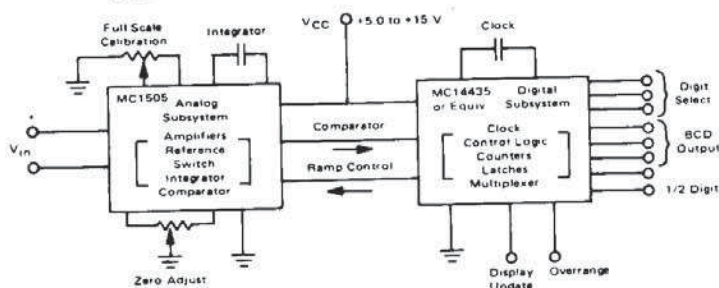 Full Scale
Calibration
Integrator
VCC
+5.0 to +15 V
Clock
MC1505
Analog
Subsystem
Amplifiers
Reference
Switch
Integrator
Comparator
+
Vin
Zero Adjust
Comparator
Ramp Control
MC14435
or Equiv
Digital
Subsystem
Clock
Control Logic
Counters
Latches
Multiplexer
Digit
Select
BCD
Output
1/2 Digit
Display
Update
Overrange